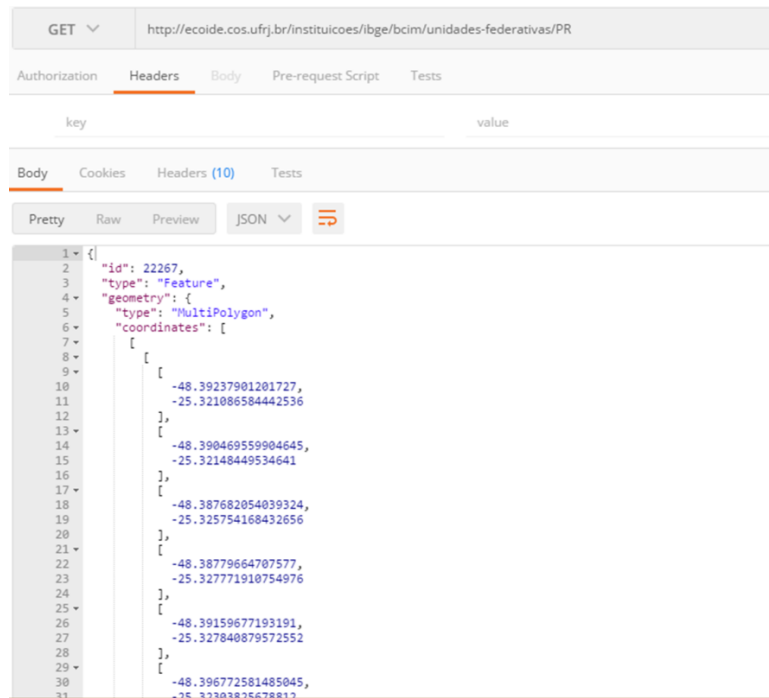 GET http://ecoide.cos.ufrj.br/instituicoes/ibge/bcim/unidades-federativas/PR
Authorization Headers Body Pre-request Script Tests
key value
Body Cookies Headers (10) Tests
Pretty Raw Preview JSON
1 {
2 "id": 22267,
3 "type": "Feature",
4 "geometry": {
5 "type": "MultiPolygon",
6 "coordinates": [
7 [
8 [
9 [
10 -48.39237901201727,
11 -25.321086584442536
12 ],
13 [
14 -48.390469559904645,
15 -25.32148449534641
16 ],
17 [
18 -48.387682054039324,
19 -25.325754168432656
20 ],
21 [
22 -48.38779664707577,
23 -25.327771910754976
24 ],
25 [
26 -48.39159677193191,
27 -25.327840879572552
28 ],
29 [
30 -48.396772581485045,
31 -25.32303825678812